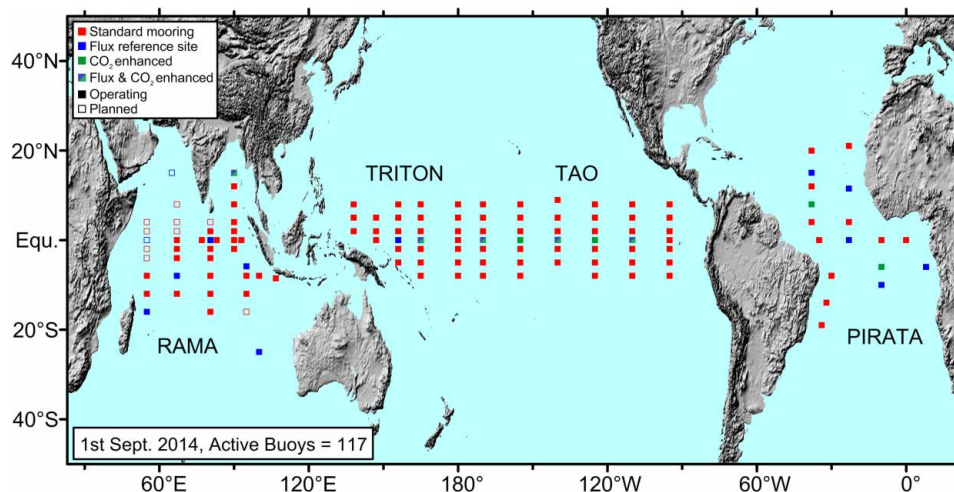 Standard mooring
Flux reference site
CO₂ enhanced
Flux & CO₂ enhanced
Operating
Planned
40°N
20°N
Equ.
20°S
40°S
TRITON
TAO
RAMA
PIRATA
1st Sept. 2014, Active Buoys = 117
60°E
120°E
180°
120°W
60°W
0°